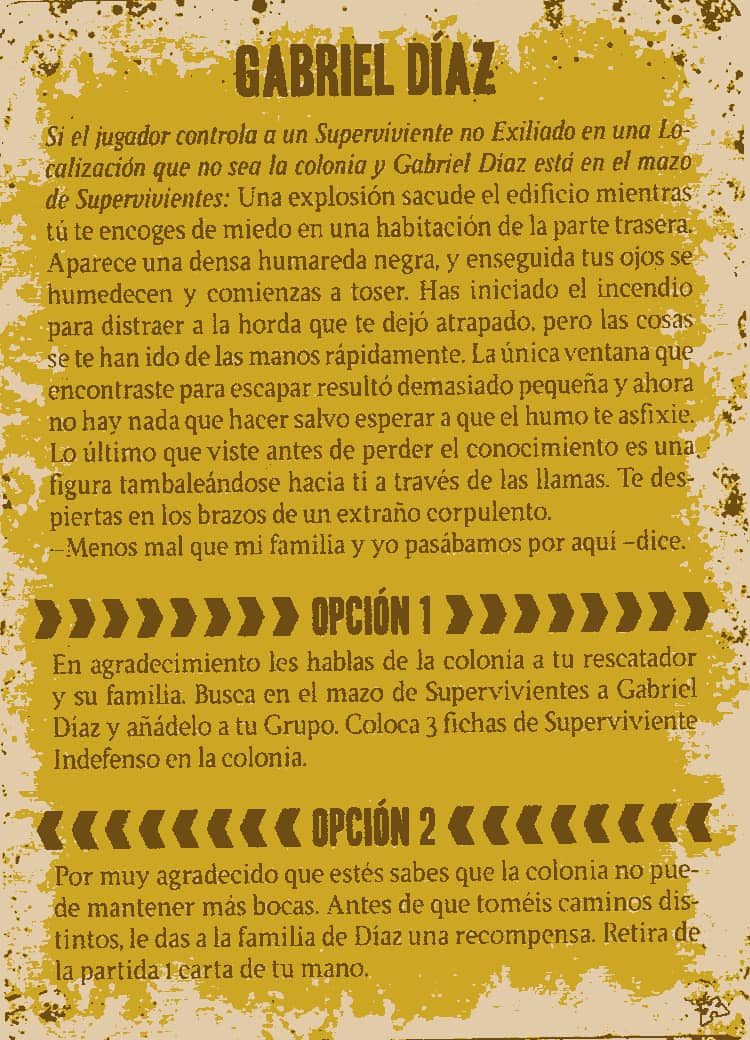 GABRIEL DÍAZ
Si el jugador controla a un Superviviente no Exiliado en una Lo-
calización que no sea la colonia y Gabriel Díaz está en el mazo
de Supervivientes: Una explosión sacude el edificio mientras
tú te encoges de miedo en una habitación de la parte trasera.
Aparece una densa humareda negra, y enseguida tus ojos se
humedecen y comienzas a toser. Has iniciado el incendio
para distraer a la horda que te dejó atrapado, pero las cosas
se te han ido de las manos rápidamente. La única ventana que
encontraste para escapar resultó demasiado pequeña y ahora
no hay nada que hacer salvo esperar a que el humo te asfixie.
Lo último que viste antes de perder el conocimiento es una
figura tambaleándose hacia ti a través de las llamas. Te des-
piertas en los brazos de un extraño corpulento.
–Menos mal que mi familia y yo pasábamos por aquí –dice.
OPCIÓN 1
En agradecimiento les hablas de la colonia a tu rescatador
y su familia. Busca en el mazo de Supervivientes a Gabriel
Díaz y añádelo a tu Grupo. Coloca 3 fichas de Superviviente
Indefenso en la colonia.
OPCIÓN 2
Por muy agradecido que estés sabes que la colonia no pue-
de mantener más bocas. Antes de que toméis caminos dis-
tintos, le das a la familia de Díaz una recompensa. Retira de
la partida 1 carta de tu mano.